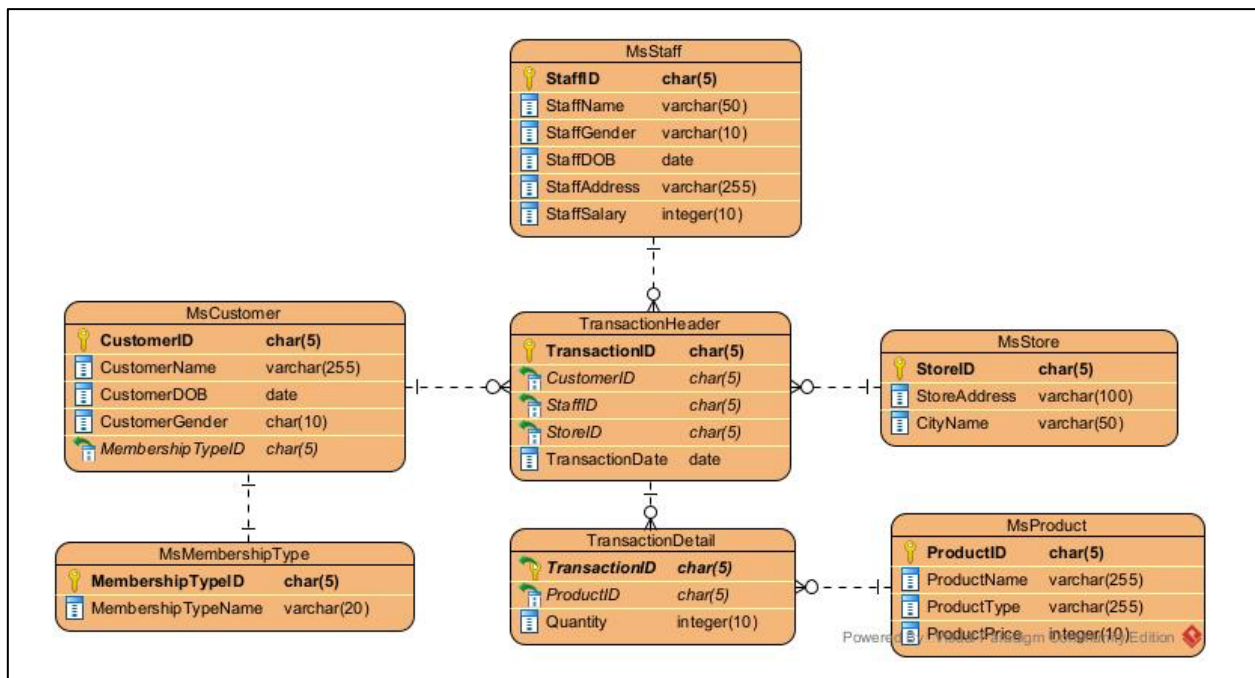 MsStaff
StaffID char(5)
StaffName varchar(50)
StaffGender varchar(10)
StaffDOB date
StaffAddress varchar(255)
StaffSalary integer(10)
MsCustomer
CustomerID char(5)
CustomerName varchar(255)
CustomerDOB date
CustomerGender char(10)
MembershipTypeID char(5)
TransactionHeader
TransactionID char(5)
CustomerID char(5)
StaffID char(5)
StoreID char(5)
TransactionDate date
MsStore
StoreID char(5)
StoreAddress varchar(100)
CityName varchar(50)
MsMembershipType
MembershipTypeID char(5)
MembershipTypeName varchar(20)
TransactionDetail
TransactionID char(5)
ProductID char(5)
Quantity integer(10)
MsProduct
ProductID char(5)
ProductName varchar(255)
ProductType varchar(255)
ProductPrice integer(10)
Powered By Visual Paradigm Community Edition